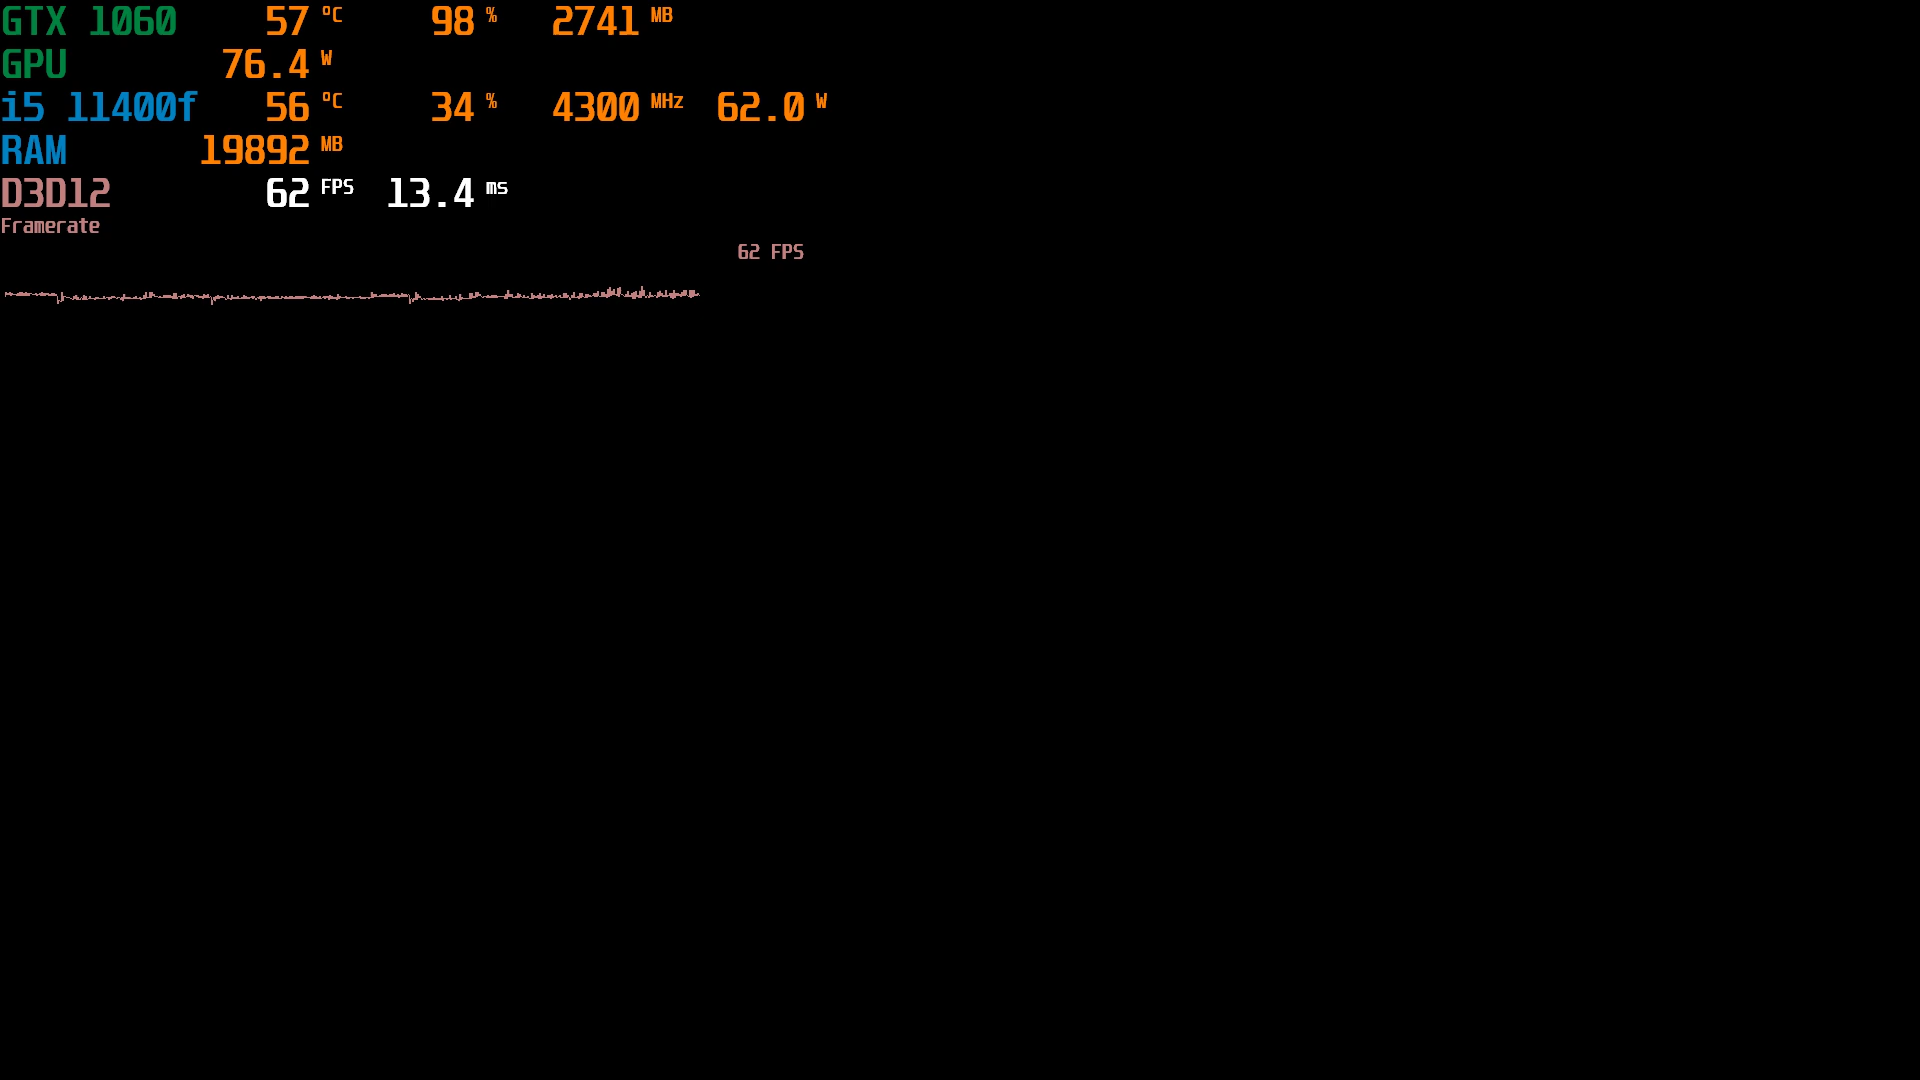 GTX 1060 57 °C 98 % 2741 MB
GPU 76.4 W
i5 11400f 56 °C 34 % 4300 MHz 62.0 W
RAM 19892 MB
D3D12 62 FPS 13.4 ms
Framerate
62 FPS